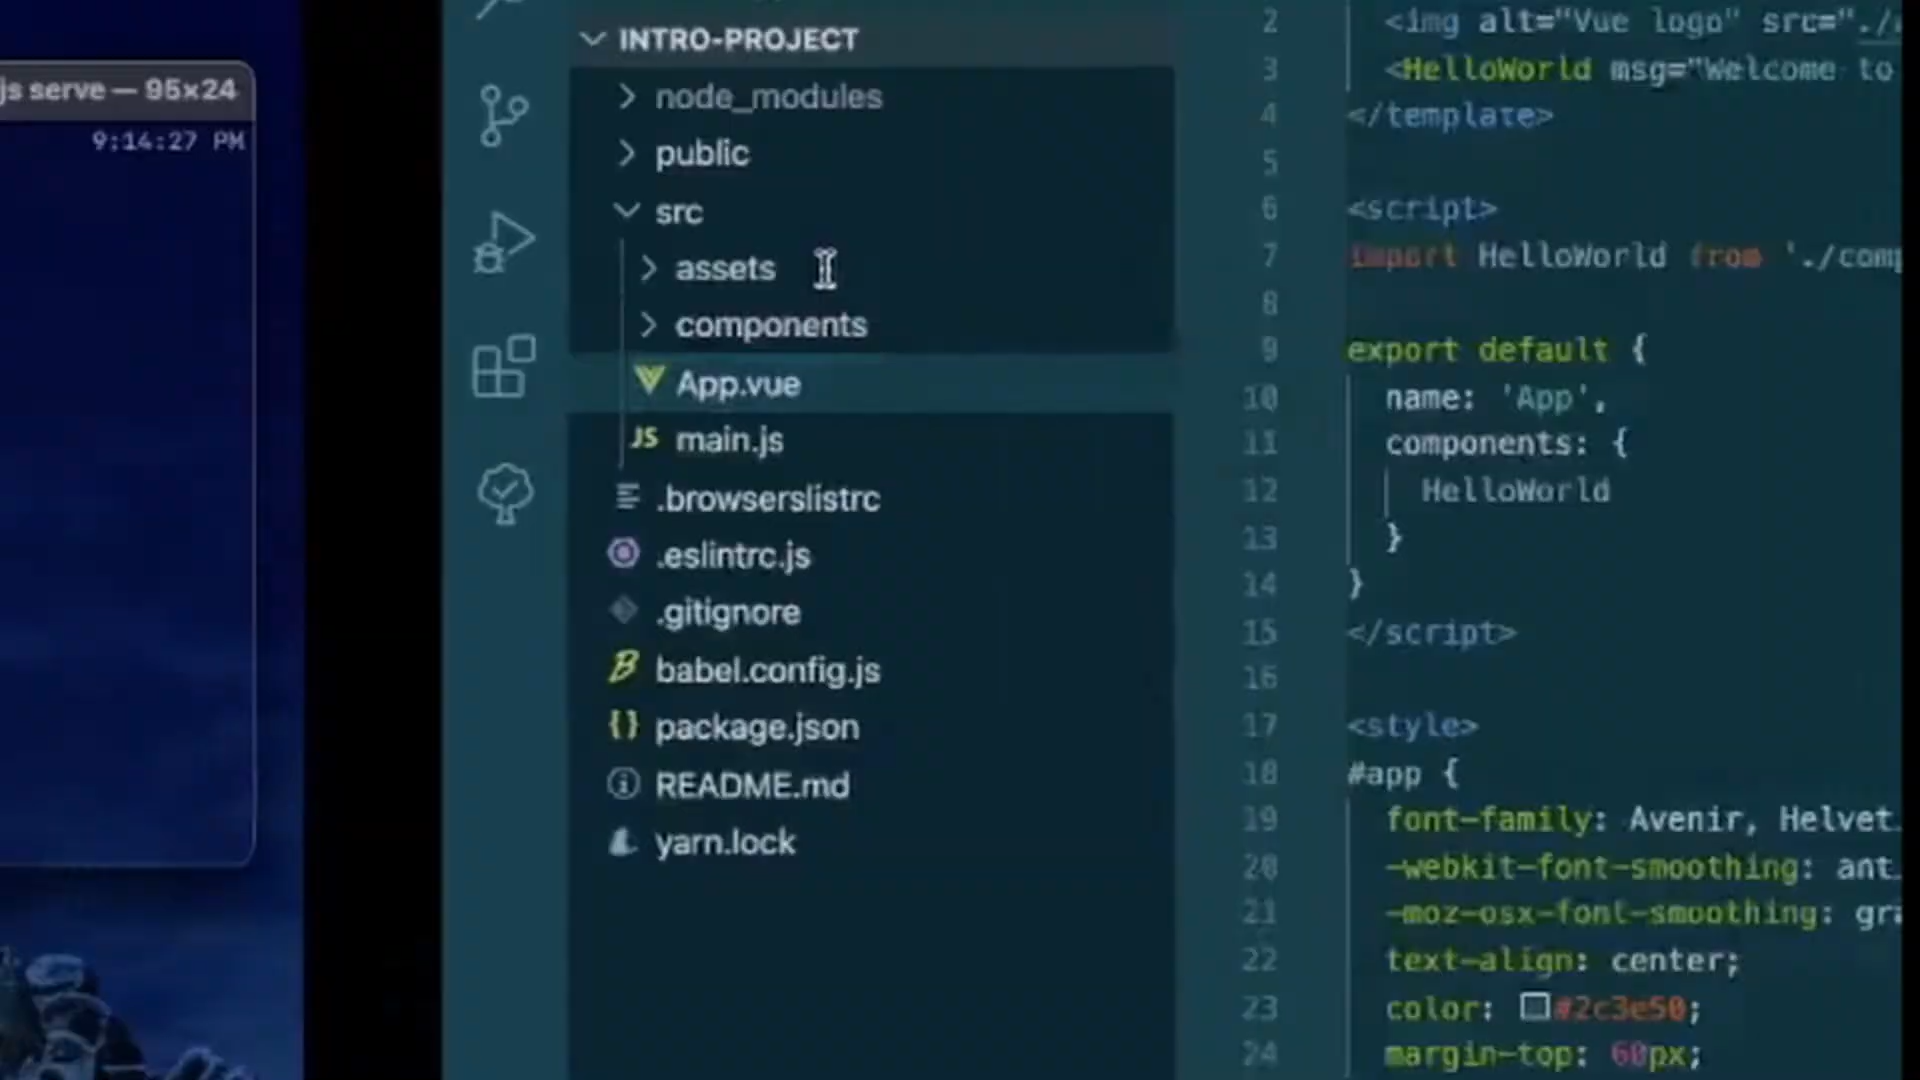 js serve — 95×24
9:14:27 PM
INTRO-PROJECT
node_modules
public
src
assets
components
App.vue
JS main.js
.browserslistrc
.eslintrc.js
.gitignore
babel.config.js
package.json
README.md
yarn.lock
2 <img alt="Vue logo" src="./
3 <HelloWorld msg="Welcome to
4 </template>
5
6 <script>
7 import HelloWorld from './comp
8
9 export default {
10 name: 'App',
11 components: {
12 HelloWorld
13 }
14 }
15 </script>
16
17 <style>
18 #app {
19 font-family: Avenir, Helvet
20 -webkit-font-smoothing: ant
21 -moz-osx-font-smoothing: gra
22 text-align: center;
23 color: #2c3e50;
24 margin-top: 60px;